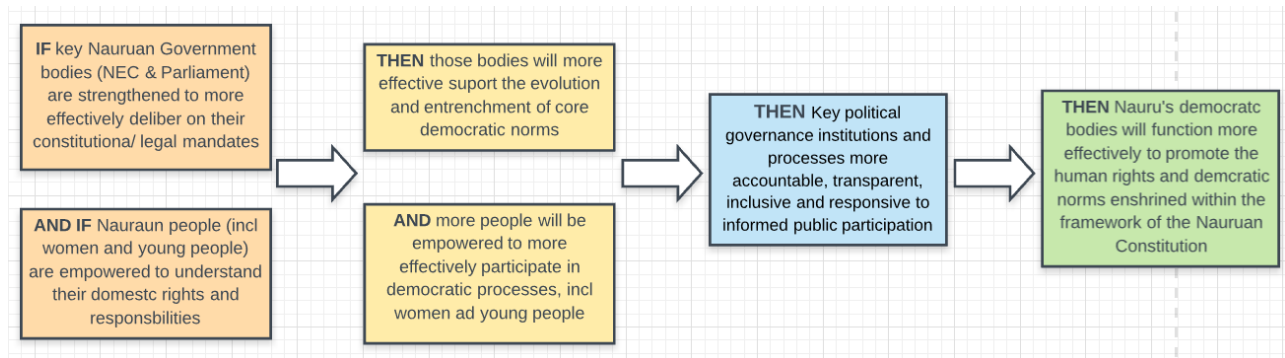 IF key Nauruan Government
bodies (NEC & Parliament)
are strengthened to more
effectively deliber on their
constitutiona/ legal mandates
AND IF Nauraun people (incl
women and young people)
are empowered to understand
their domestc rights and
responsbilities
THEN those bodies will more
effective suport the evolution
and entrenchment of core
democratic norms
AND more people will be
empowered to more
effectively participate in
democratic processes, incl
women ad young people
THEN Key political
governance institutions and
processes more
accountable, transparent,
inclusive and responsive to
informed public participation
THEN Nauru's democratc
bodies will function more
effectively to promote the
human rights and demcratic
norms enshrined within the
framework of the Nauruan
Constitution